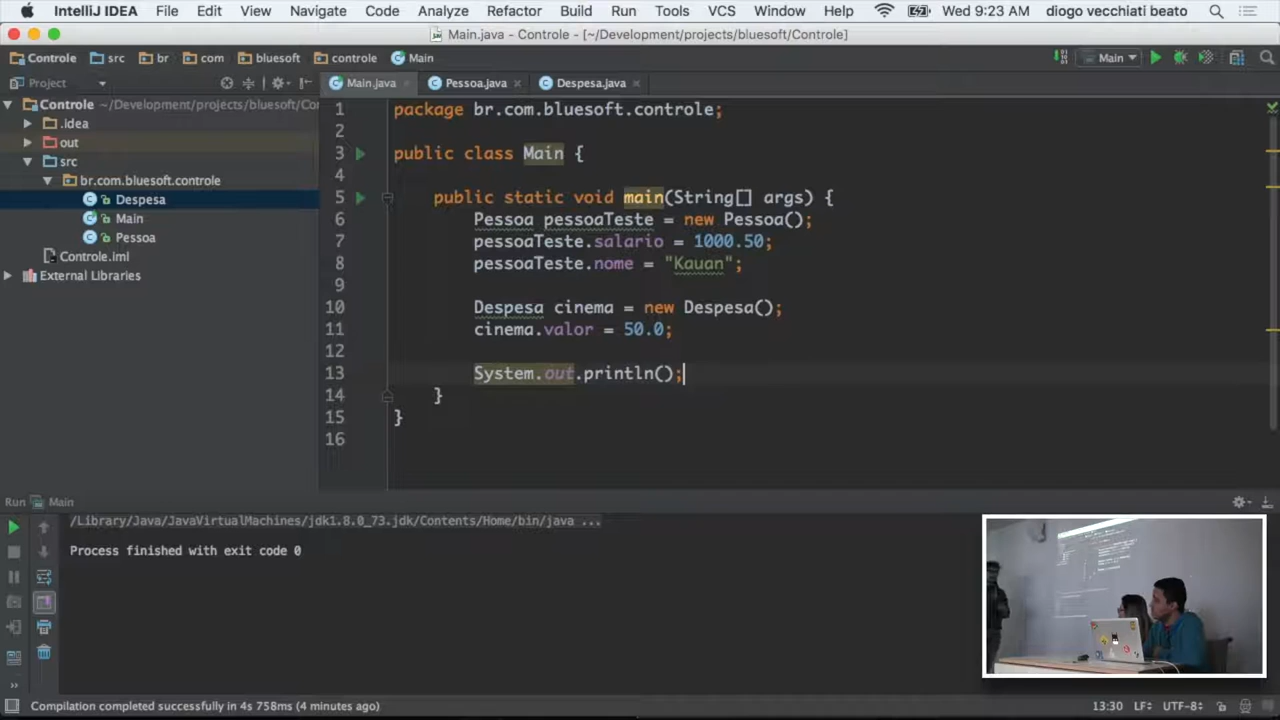 IntelliJ IDEA File Edit View Navigate Code Analyze Refactor Build Run Tools VCS Window Help Wed 9:23 AM diogo vecchiati beato
Main.java - Controle - [~/Development/projects/bluesoft/Controle]
Controle src br com bluesoft controle Main Main
Project Main.java Pessoa.java Despesa.java
Controle ~/Development/projects/bluesoft/Co
.idea
out
src
br.com.bluesoft.controle
Despesa
Main
Pessoa
Controle.iml
External Libraries
1 package br.com.bluesoft.controle;
2
3 public class Main {
4
5 public static void main(String[] args) {
6 Pessoa pessoaTeste = new Pessoa();
7 pessoaTeste.salario = 1000.50;
8 pessoaTeste.nome = "Kauan";
9
10 Despesa cinema = new Despesa();
11 cinema.valor = 50.0;
12
13 System.out.println();
14 }
15 }
16
Run Main
/Library/Java/JavaVirtualMachines/jdk1.8.0_73.jdk/Contents/Home/bin/java ...
Process finished with exit code 0
Compilation completed successfully in 4s 758ms (4 minutes ago) 13:30 LF UTF-8